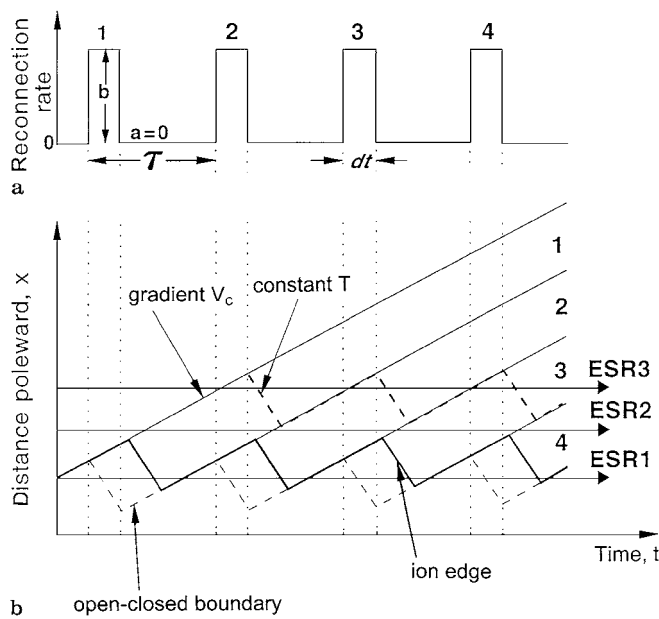 1 2 3 4
Reconnection
rate
b
0
a=0
τ
dt
a
Distance poleward, x
gradient Vc
constant T
1
2
3
ESR3
ESR2
4
ESR1
Time, t
ion edge
open-closed boundary
b